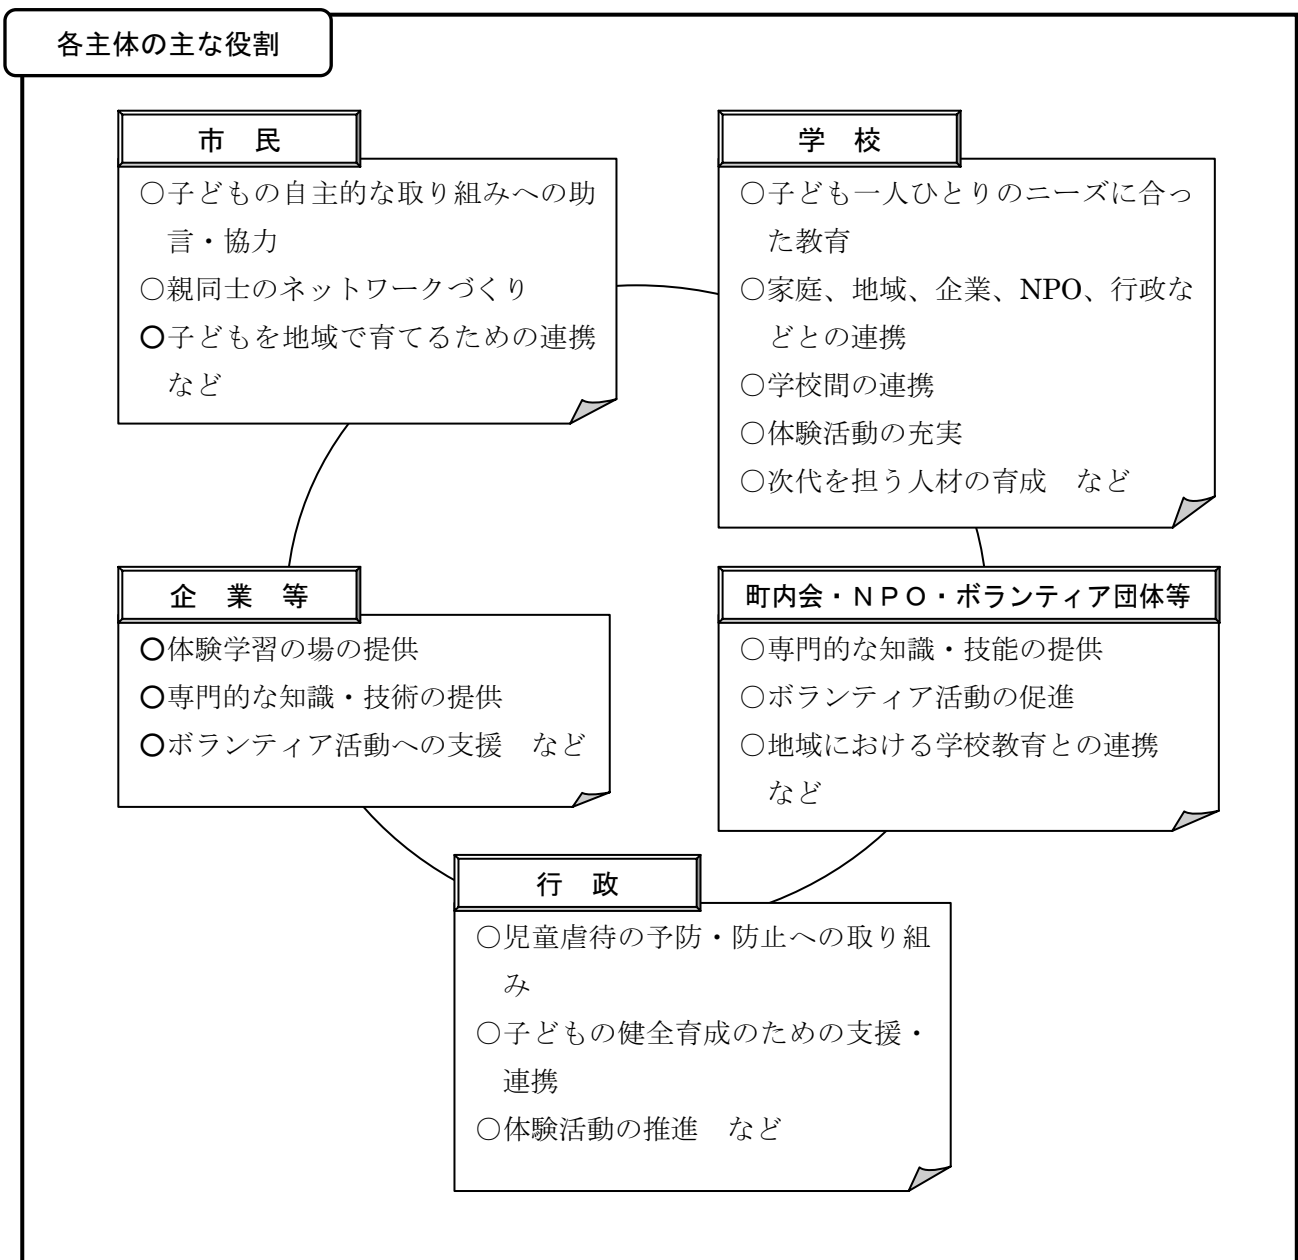 各主体の主な役割
市　民
○子どもの自主的な取り組みへの助
言・協力
○親同士のネットワークづくり
○子どもを地域で育てるための連携
など
学　校
○子ども一人ひとりのニーズに合っ
た教育
○家庭、地域、企業、NPO、行政な
どとの連携
○学校間の連携
○体験活動の充実
○次代を担う人材の育成　など
企　業　等
○体験学習の場の提供
○専門的な知識・技術の提供
○ボランティア活動への支援　など
町内会・ＮＰＯ・ボランティア団体等
○専門的な知識・技能の提供
○ボランティア活動の促進
○地域における学校教育との連携
など
行　政
○児童虐待の予防・防止への取り組
み
○子どもの健全育成のための支援・
連携
○体験活動の推進　など